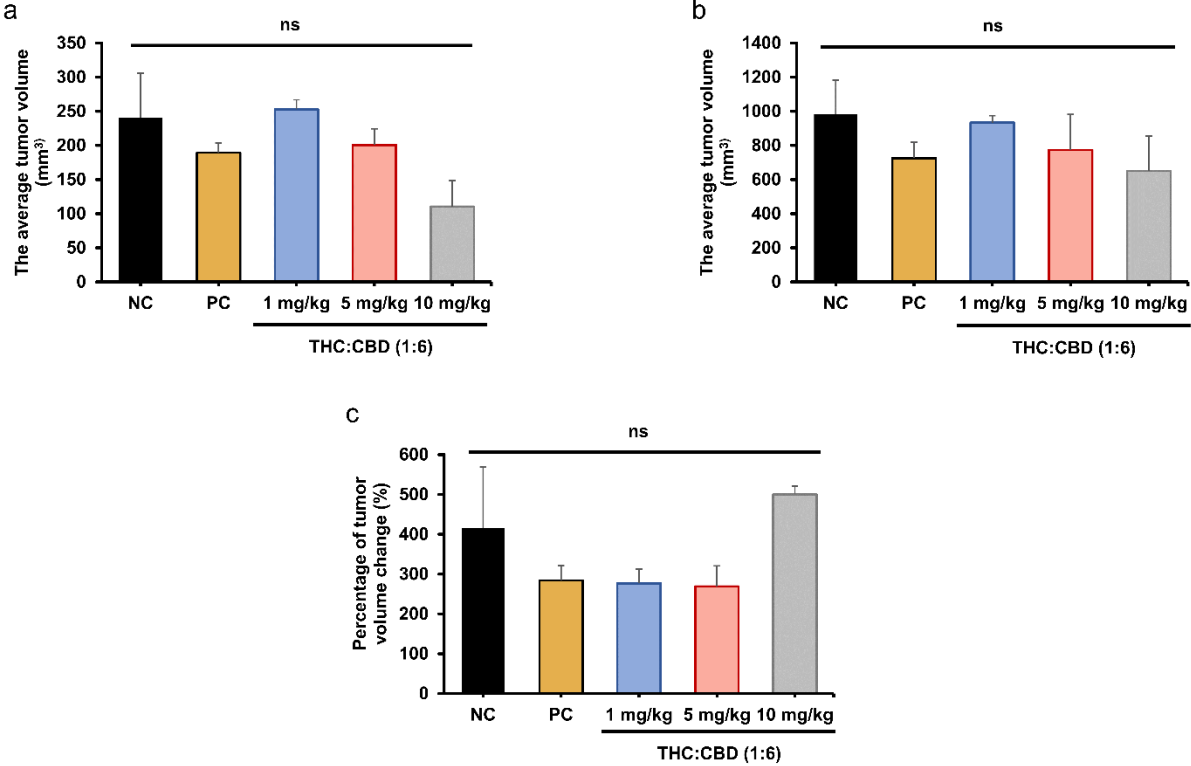 a
ns
The average tumor volume
(mm3)
350
300
250
200
150
100
50
0
NC PC 1 mg/kg 5 mg/kg 10 mg/kg
THC:CBD (1:6)
b
ns
The average tumor volume
(mm3)
1400
1200
1000
800
600
400
200
0
NC PC 1 mg/kg 5 mg/kg 10 mg/kg
THC:CBD (1:6)
c
ns
Percentage of tumor
volume change (%)
600
500
400
300
200
100
0
NC PC 1 mg/kg 5 mg/kg 10 mg/kg
THC:CBD (1:6)